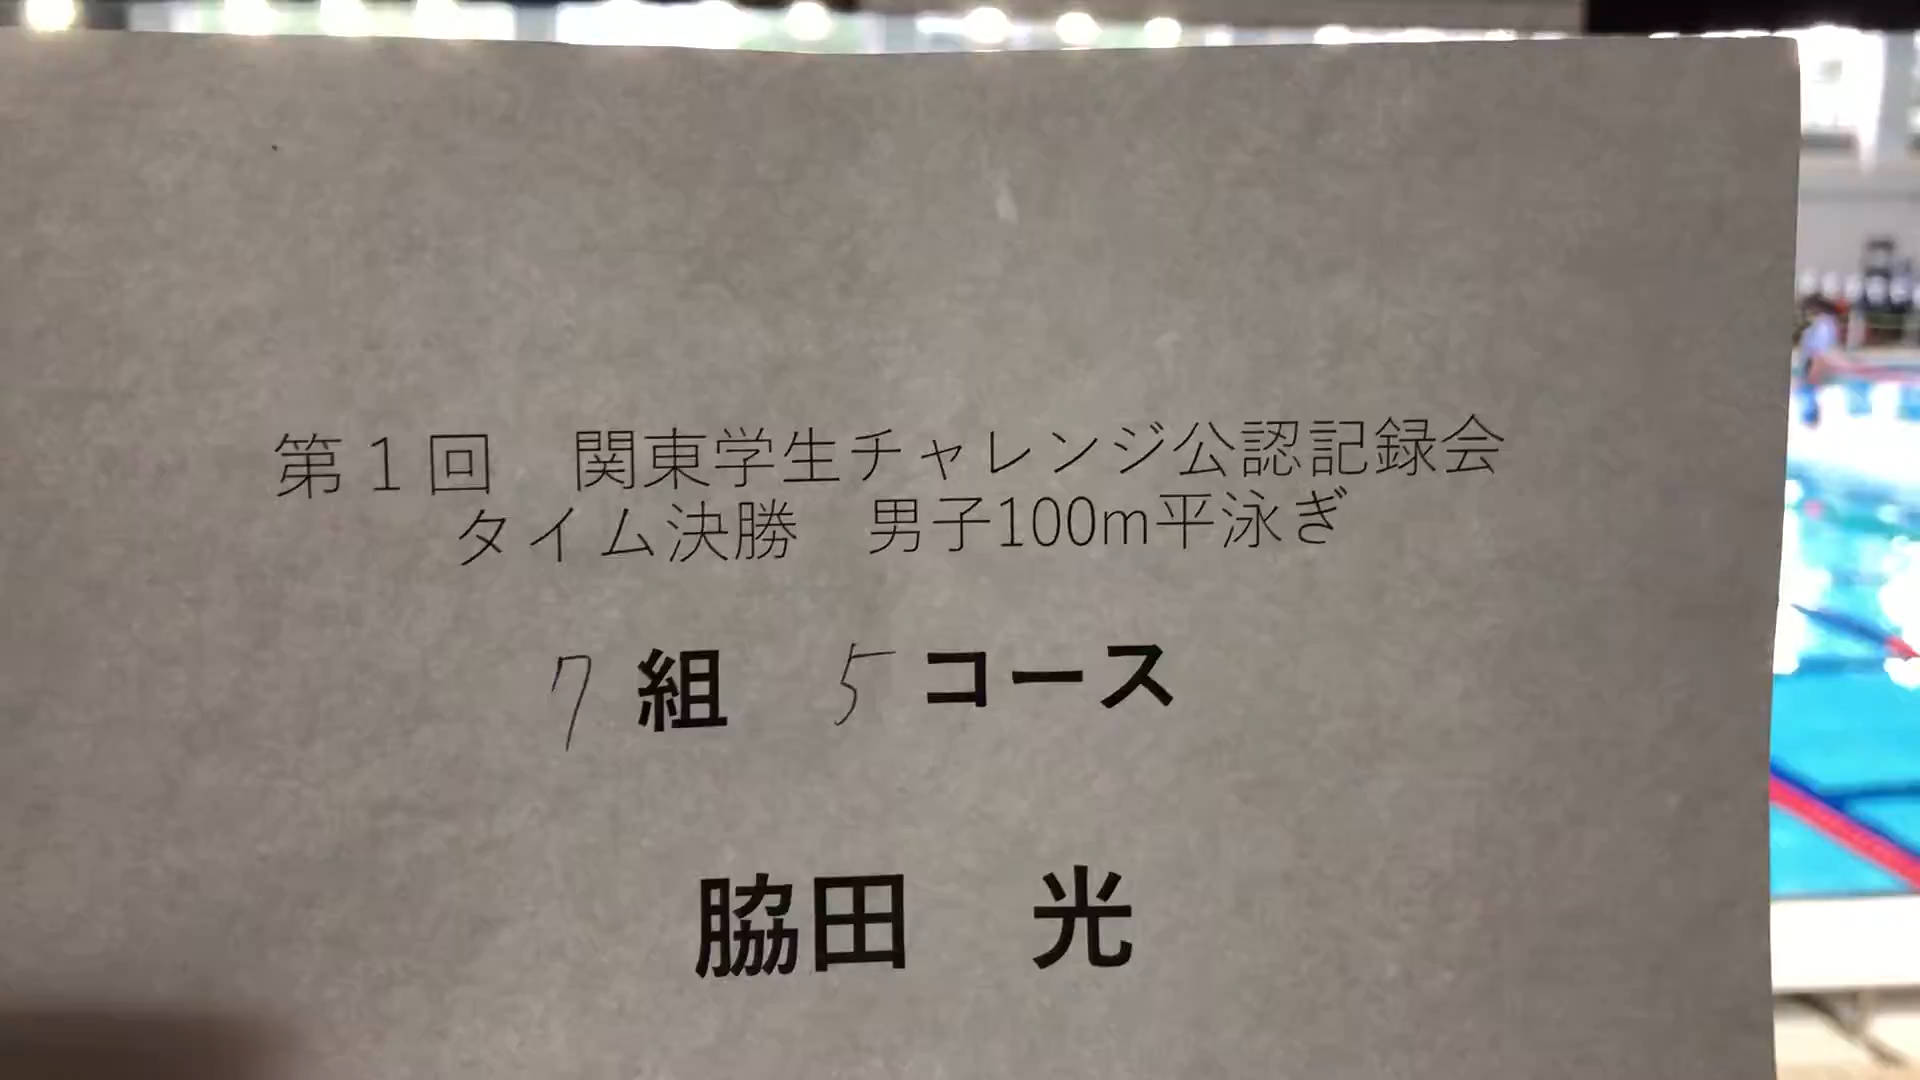 第１回　関東学生チャレンジ公認記録会
タイム決勝　男子100m平泳ぎ
7 組　5 コース
脇田　光